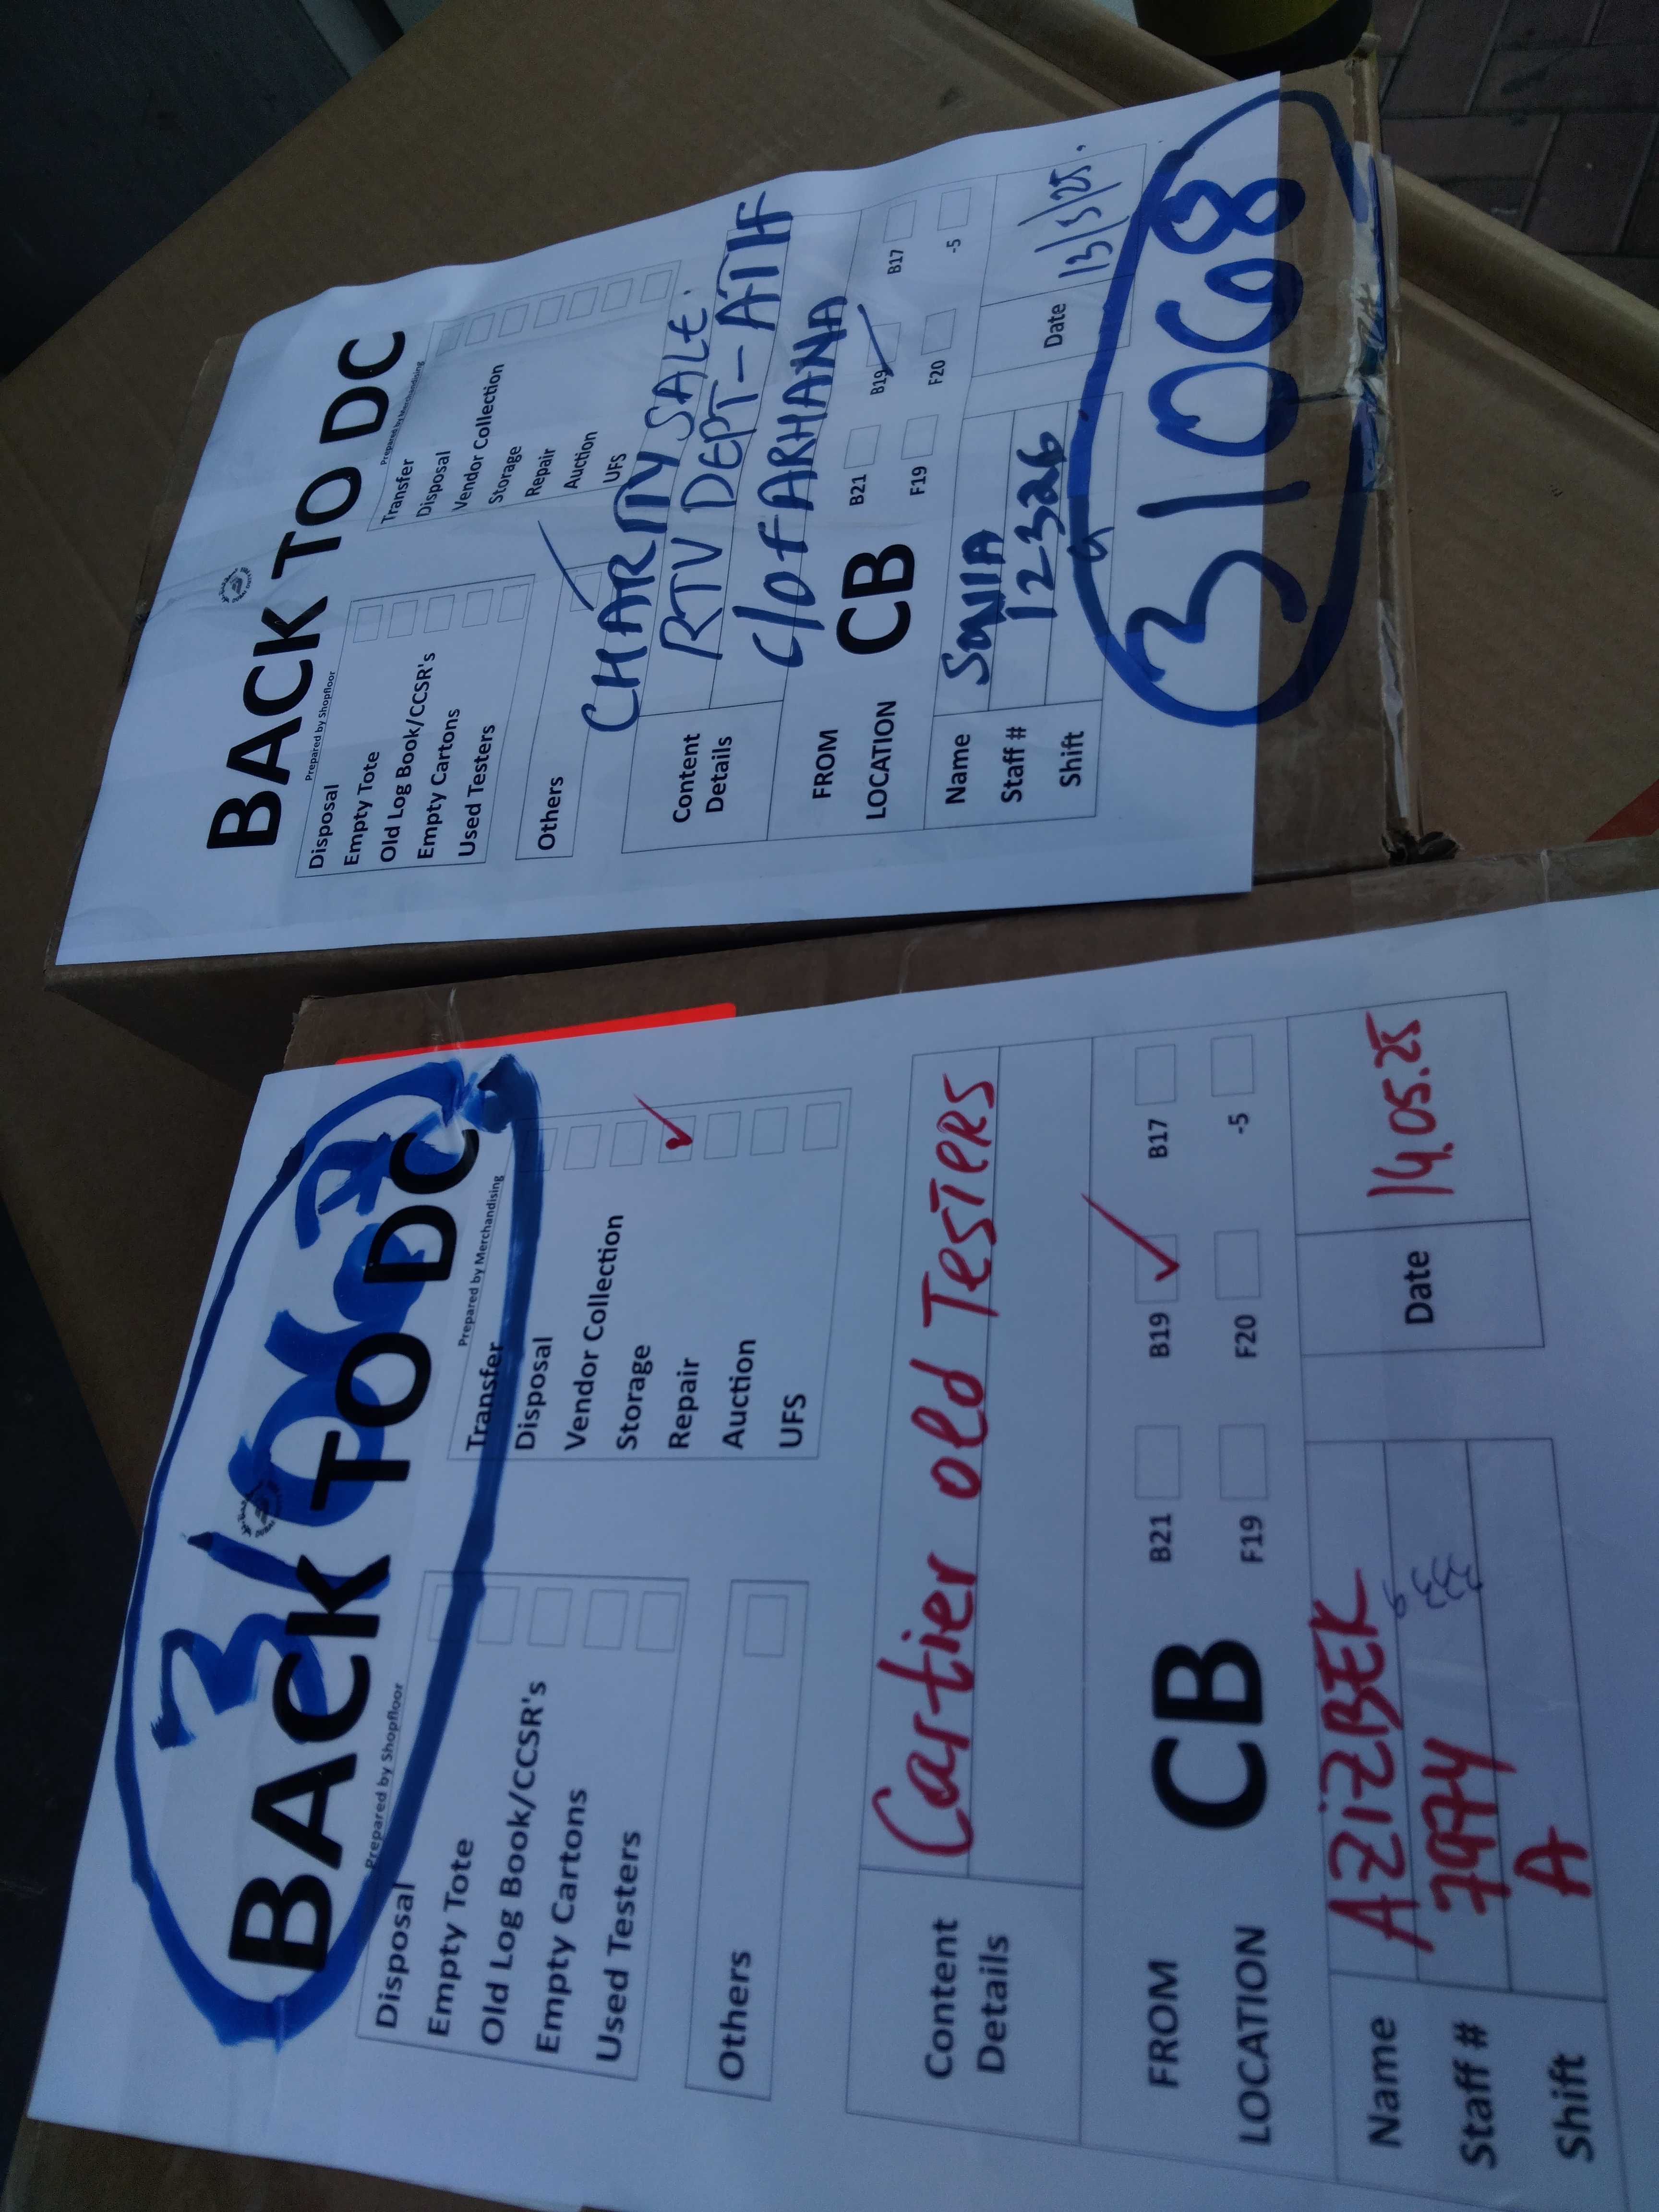 BACK TO DC
Prepared by Shopfloor
Prepared by Merchandising
Disposal
Empty Tote
Old Log Book/CCSR's
Empty Cartons
Used Testers
Transfer
Disposal
Vendor Collection
Storage
Repair
Auction
UFS
Others
Content Details
CHARITY SALE.
RTV DEPT-ATIF
C/O FARHANA
FROM
LOCATION
CB
B21 B19 B17
F19 F20 -5
Name SONIA
Staff # 12326
Shift
Date 13/5/25.
31008
BACK TO DC
Prepared by Shopfloor
Prepared by Merchandising
Disposal
Empty Tote
Old Log Book/CCSR's
Empty Cartons
Used Testers
Transfer
Disposal
Vendor Collection
Storage
Repair
Auction
UFS
Others
Content Details
Cartier old Testers
FROM
LOCATION
CB
B21 B19 B17
F19 F20 -5
Name AZIZBEK
Staff # 7974
Shift A
Date 14.05.25